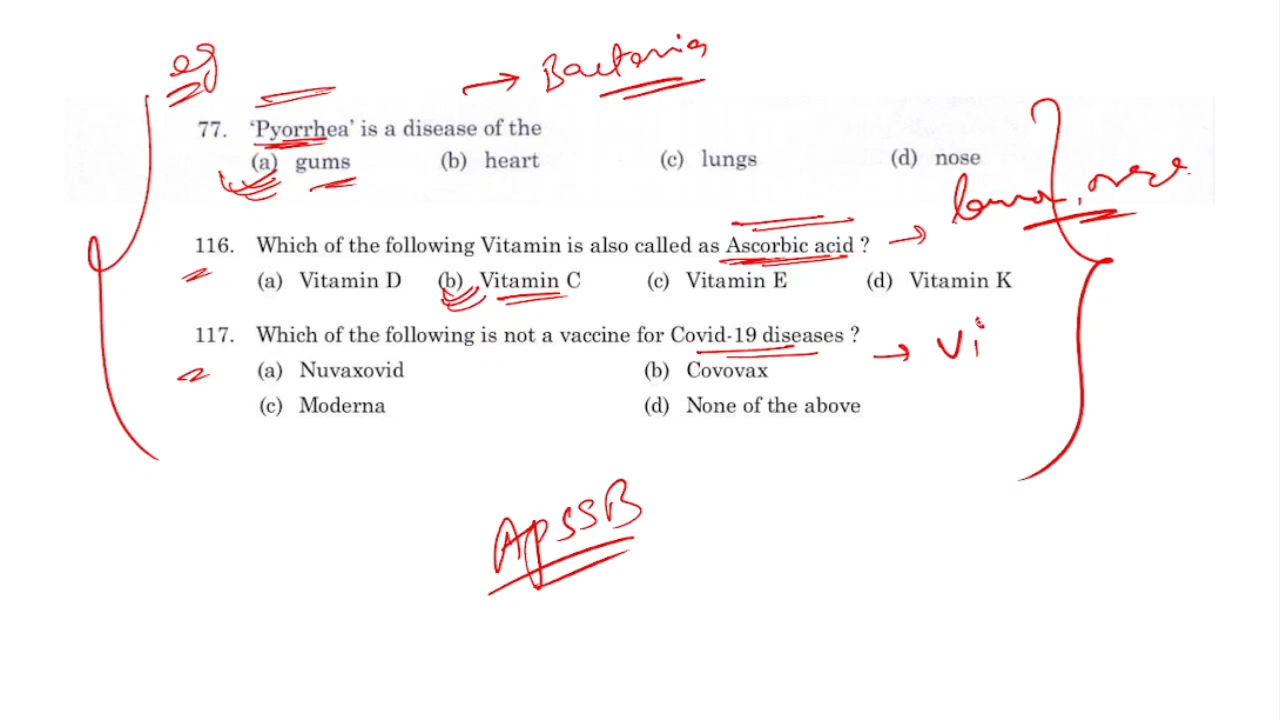 eg
→ Bacteria
77. 'Pyorrhea' is a disease of the
(a) gums (b) heart (c) lungs (d) nose
116. Which of the following Vitamin is also called as Ascorbic acid ? →
(a) Vitamin D (b) Vitamin C (c) Vitamin E (d) Vitamin K
117. Which of the following is not a vaccine for Covid-19 diseases ? → Vi
(a) Nuvaxovid (b) Covovax
(c) Moderna (d) None of the above
APSSB